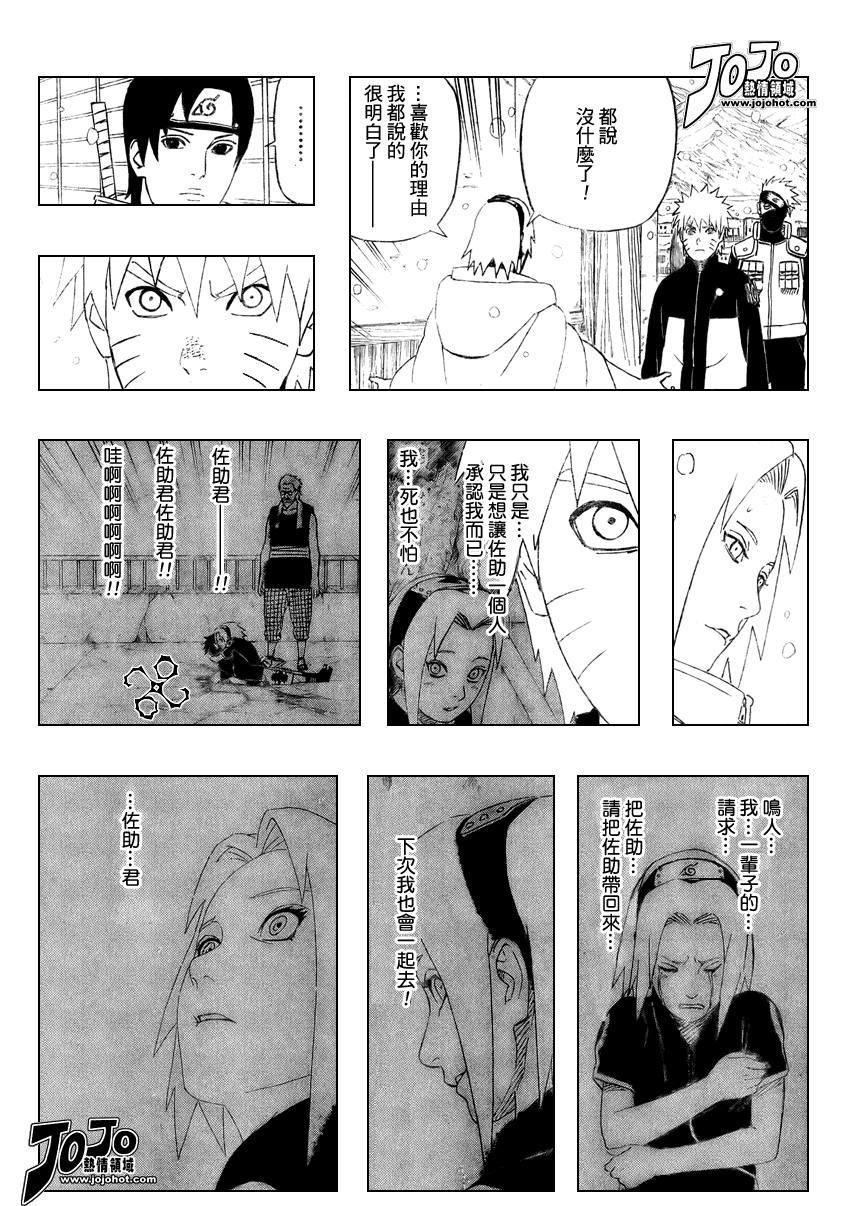 JOJO
熱情領域
www.jojohot.com
都說
沒什麼了！
…喜歡你的理由
我都說的
很明白了——
………
我只是…
只是想讓佐助一個人
承認我而已……
我…死也不怕
佐助君——!!
佐助君佐助君!!
哇啊啊啊啊啊啊!!
鳴人…
我…一輩子的…
請求…
把佐助…
請把佐助帶回來…
下次我也會一起去！
…佐助…君
JOJO
熱情領域
www.jojohot.com